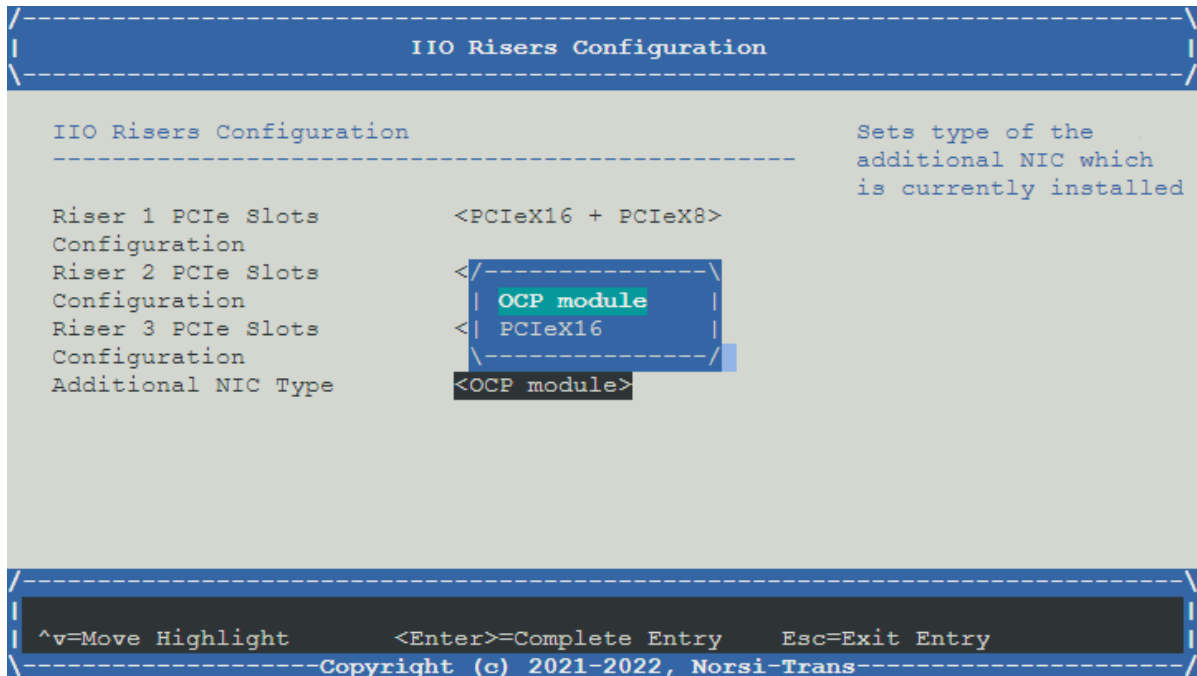 /------------------------------------------------------------------------------\
| IIO Risers Configuration |
\------------------------------------------------------------------------------/
IIO Risers Configuration
--------------------------------------------------
Sets type of the
additional NIC which
is currently installed
Riser 1 PCIe Slots <PCIeX16 + PCIeX8>
Configuration
Riser 2 PCIe Slots </---------------\
Configuration | OCP module |
Riser 3 PCIe Slots <| PCIeX16 |
Configuration \---------------/
Additional NIC Type <OCP module>
/------------------------------------------------------------------------------\
| |
| ^v=Move Highlight <Enter>=Complete Entry Esc=Exit Entry |
\--------------------Copyright (c) 2021-2022, Norsi-Trans----------------------/